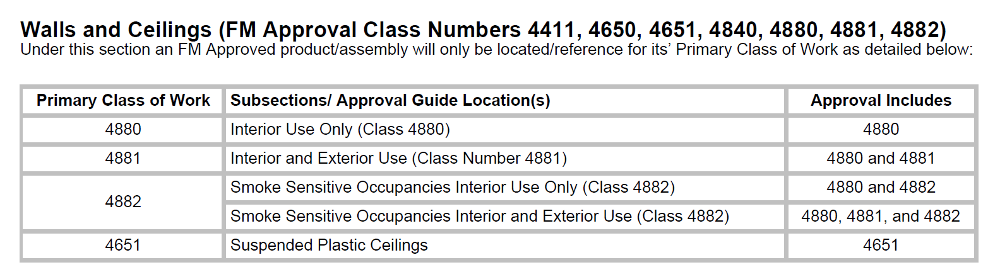 Walls and Ceilings (FM Approval Class Numbers 4411, 4650, 4651, 4840, 4880, 4881, 4882)
Under this section an FM Approved product/assembly will only be located/reference for its’ Primary Class of Work as detailed below:
Primary Class of Work Subsections/ Approval Guide Location(s) Approval Includes
4880 Interior Use Only (Class 4880) 4880
4881 Interior and Exterior Use (Class Number 4881) 4880 and 4881
4882 Smoke Sensitive Occupancies Interior Use Only (Class 4882) 4880 and 4882
Smoke Sensitive Occupancies Interior and Exterior Use (Class 4882) 4880, 4881, and 4882
4651 Suspended Plastic Ceilings 4651